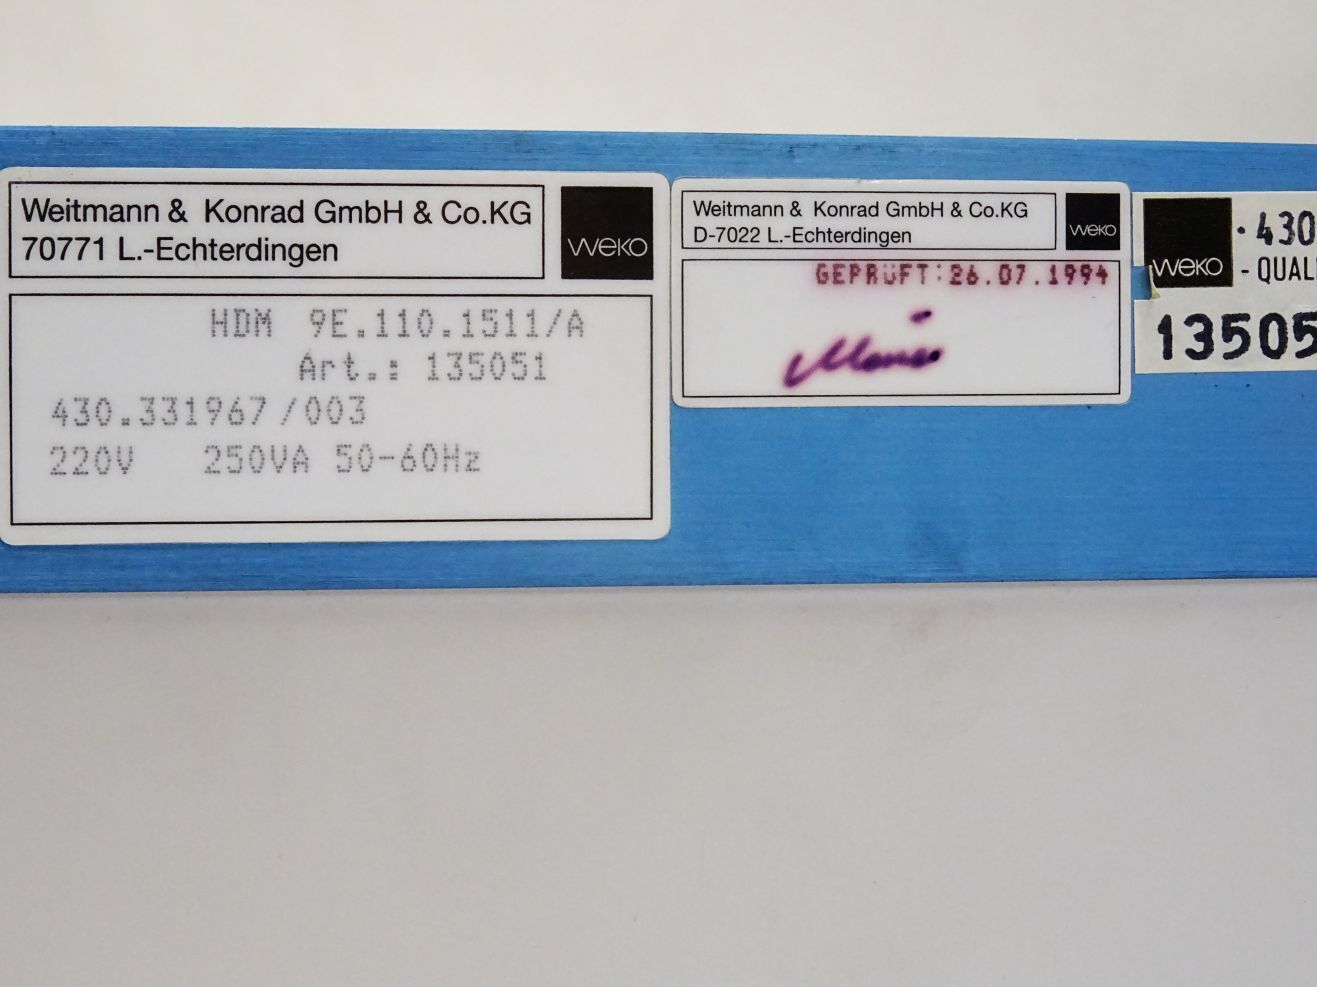 Weitmann & Konrad GmbH & Co.KG
70771 L.-Echterdingen
weko
HDM 9E.110.1511/A
Art.: 135051
430.331967/003
220V 250VA 50-60Hz
Weitmann & Konrad GmbH & Co.KG
D-7022 L.-Echterdingen
weko
GEPRÜFT:26.07.1994
weko
· 430
- QUAL
13505